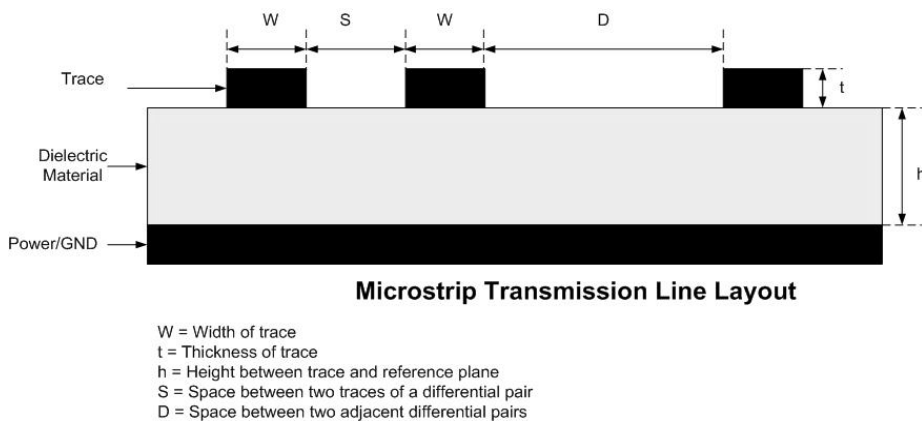 W S W D
Trace
t
Dielectric
Material
h
Power/GND
Microstrip Transmission Line Layout
W = Width of trace
t = Thickness of trace
h = Height between trace and reference plane
S = Space between two traces of a differential pair
D = Space between two adjacent differential pairs